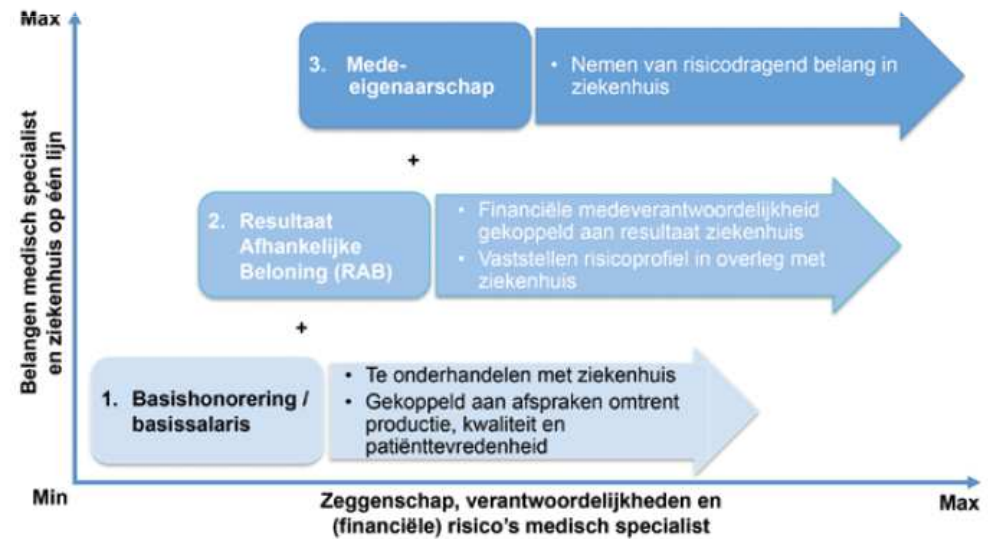 Max
Belangen medisch specialist
en ziekenhuis op één lijn
3. Mede-
eigenaarschap
• Nemen van risicodragend belang in
ziekenhuis
+
2. Resultaat
Afhankelijke
Beloning (RAB)
• Financiële medeverantwoordelijkheid
gekoppeld aan resultaat ziekenhuis
• Vaststellen risicoprofiel in overleg met
ziekenhuis
+
1. Basishonorering /
basissalaris
• Te onderhandelen met ziekenhuis
• Gekoppeld aan afspraken omtrent
productie, kwaliteit en
patiënttevredenheid
Min
Zeggenschap, verantwoordelijkheden en
(financiële) risico's medisch specialist
Max